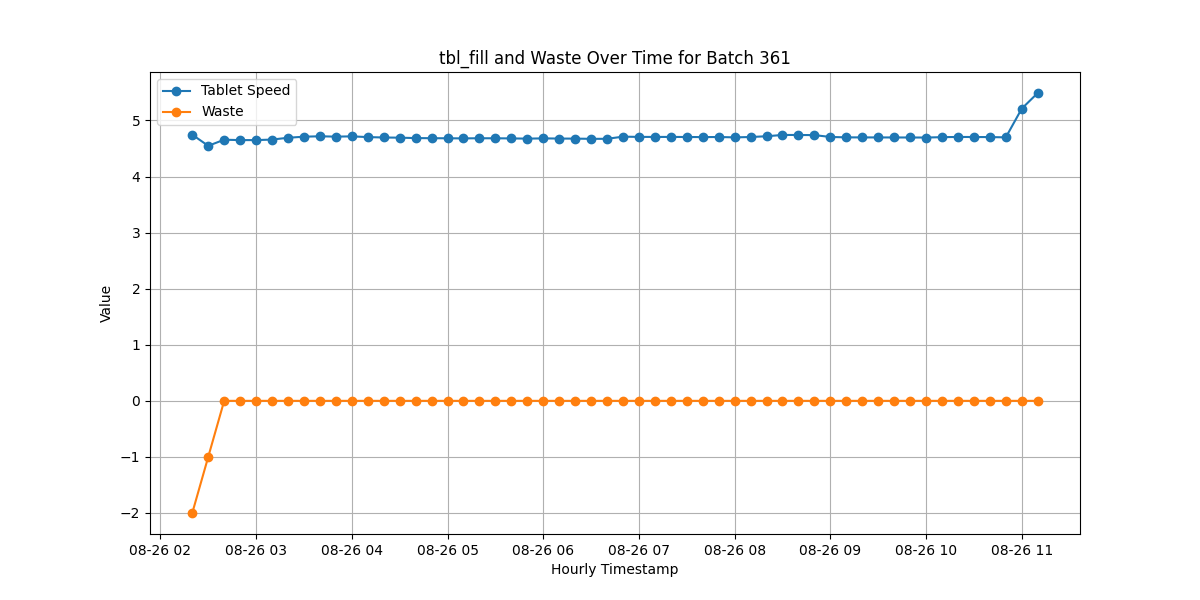 tbl_fill and Waste Over Time for Batch 361
Tablet Speed
Waste
5
4
3
2
1
0
−1
−2
Value
08-26 02 08-26 03 08-26 04 08-26 05 08-26 06 08-26 07 08-26 08 08-26 09 08-26 10 08-26 11
Hourly Timestamp